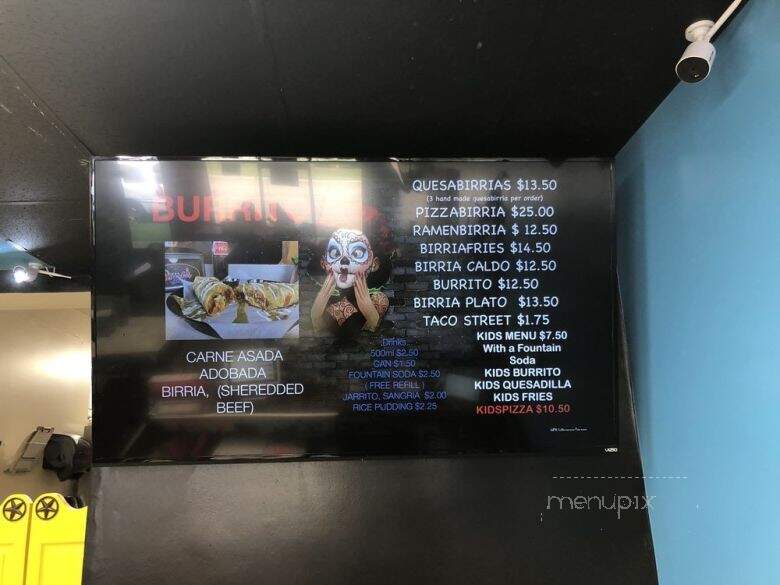 QUESABIRRIAS $13.50
(3 hand made quesabirria per order)
PIZZABIRRIA $25.00
RAMENBIRRIA $ 12.50
BIRRIAFRIES $14.50
BIRRIA CALDO $12.50
BURRITO $12.50
BIRRIA PLATO $13.50
TACO STREET $1.75
KIDS MENU $7.50
With a Fountain
Soda
KIDS BURRITO
KIDS QUESADILLA
KIDS FRIES
KIDSPIZZA $10.50
CARNE ASADA
ADOBADA
BIRRIA, (SHEREDDED
BEEF)
Drinks
500ml $2.50
CAN $1.50
FOUNTAIN SODA $2.50
( FREE REFILL )
JARRITO, SANGRIA $2.00
RICE PUDDING $2.25
VIZIO
menupix